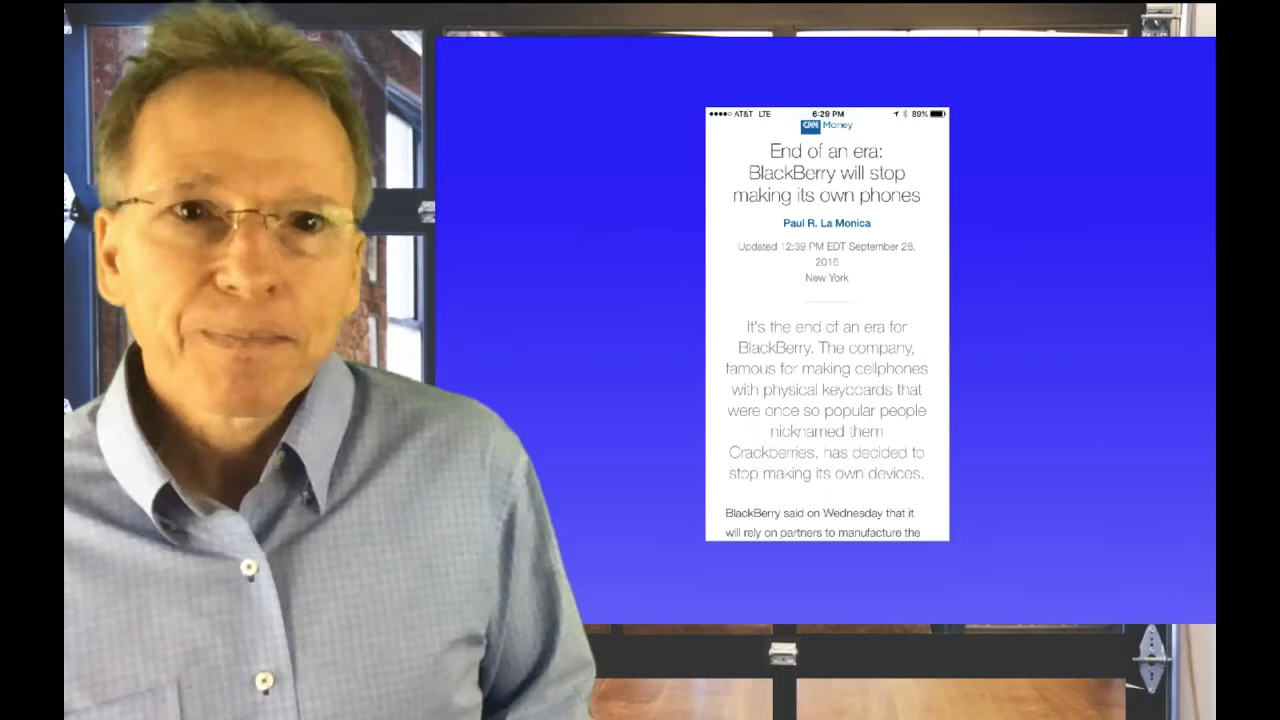 AT&T LTE 6:29 PM 89%
CNN Money
End of an era:
BlackBerry will stop
making its own phones
Paul R. La Monica
Updated 12:39 PM EDT September 28,
2016
New York
It's the end of an era for
BlackBerry. The company,
famous for making cellphones
with physical keyboards that
were once so popular people
nicknamed them
Crackberries, has decided to
stop making its own devices.
BlackBerry said on Wednesday that it
will rely on partners to manufacture the